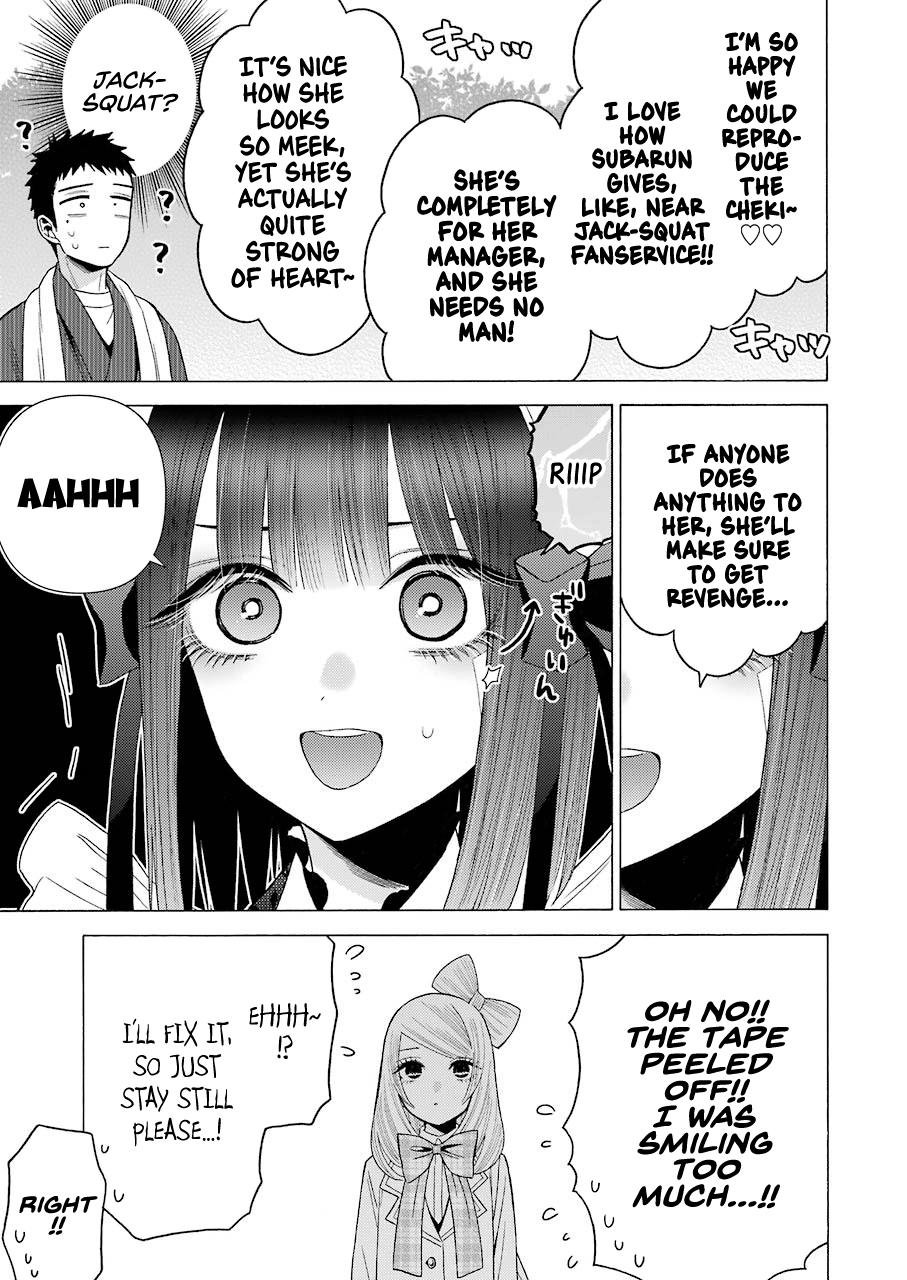 I'M SO
HAPPY
WE
COULD
REPRO-
DUCE
THE
CHEKI~
♡♡
キャッ
I LOVE
HOW
SUBARUN
GIVES,
LIKE, NEAR
JACK-SQUAT
FANSERVICE!!
SHE'S
COMPLETELY
FOR HER
MANAGER,
AND SHE
NEEDS NO
MAN!
キャッ
IT'S NICE
HOW SHE
LOOKS
SO MEEK,
YET SHE'S
ACTUALLY
QUITE
STRONG
OF HEART~
JACK-
SQUAT?
?
?
?
IF ANYONE
DOES
ANYTHING TO
HER, SHE'LL
MAKE SURE
TO GET
REVENGE...
RIIIP
ぎゅいん
AAHHH
OH NO!!
THE TAPE
PEELED
OFF!!
I WAS
SMILING
TOO
MUCH...!!
EHHH~
!?
I'LL FIX IT,
SO JUST
STAY STILL
PLEASE...!
RIGHT
!!